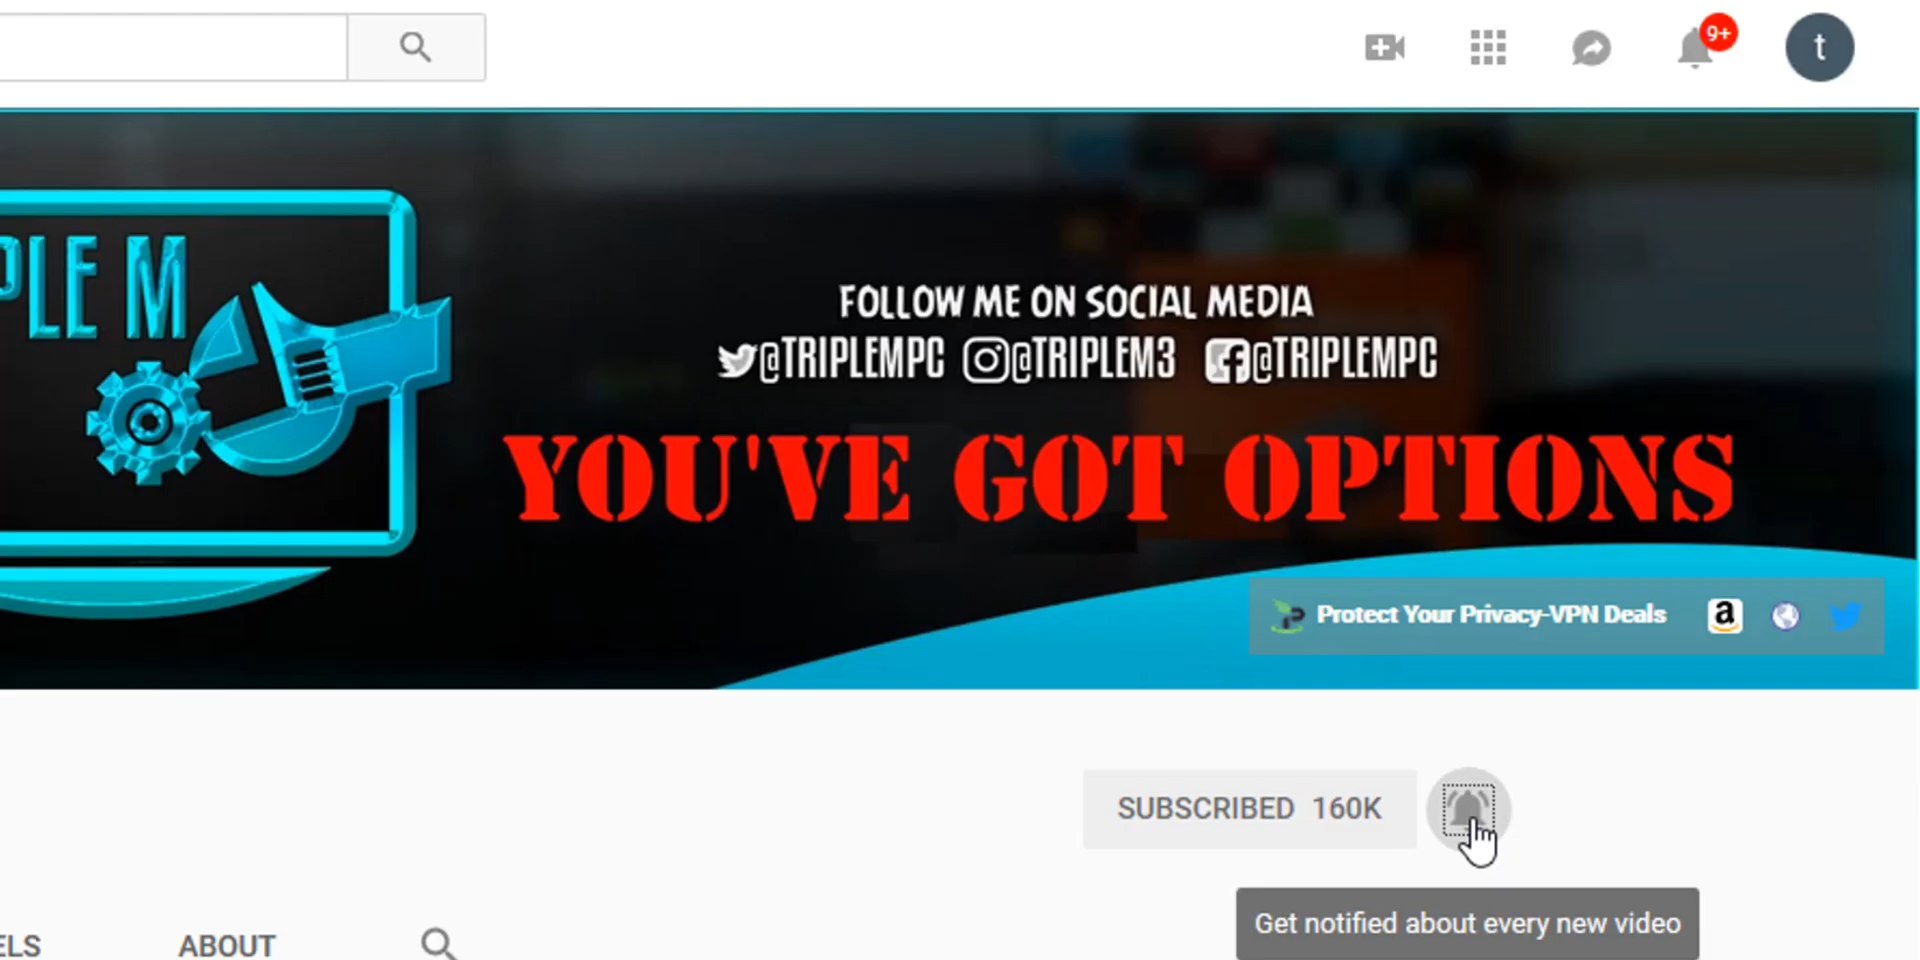 9+
t
PLE M
FOLLOW ME ON SOCIAL MEDIA
@TRIPLEMPC @TRIPLEM3 @TRIPLEMPC
YOU'VE GOT OPTIONS
Protect Your Privacy-VPN Deals
SUBSCRIBED 160K
Get notified about every new video
ELS ABOUT